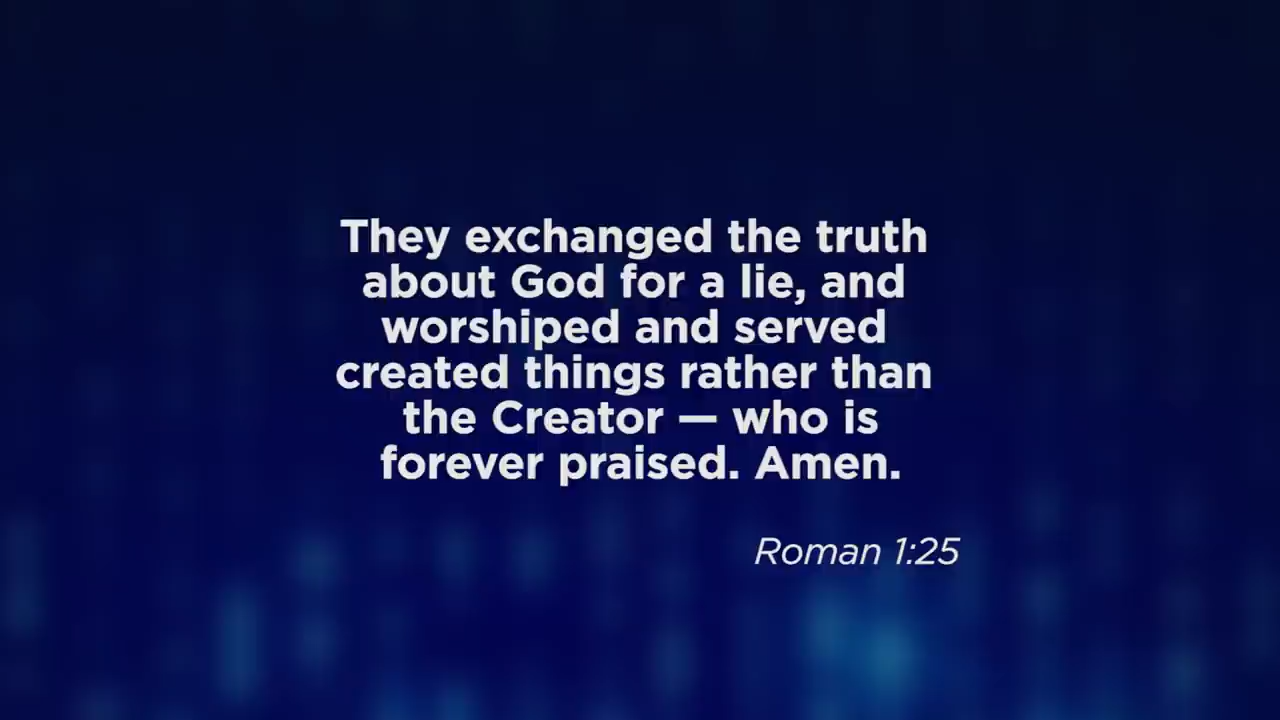 They exchanged the truth
about God for a lie, and
worshiped and served
created things rather than
the Creator — who is
forever praised. Amen.
Roman 1:25